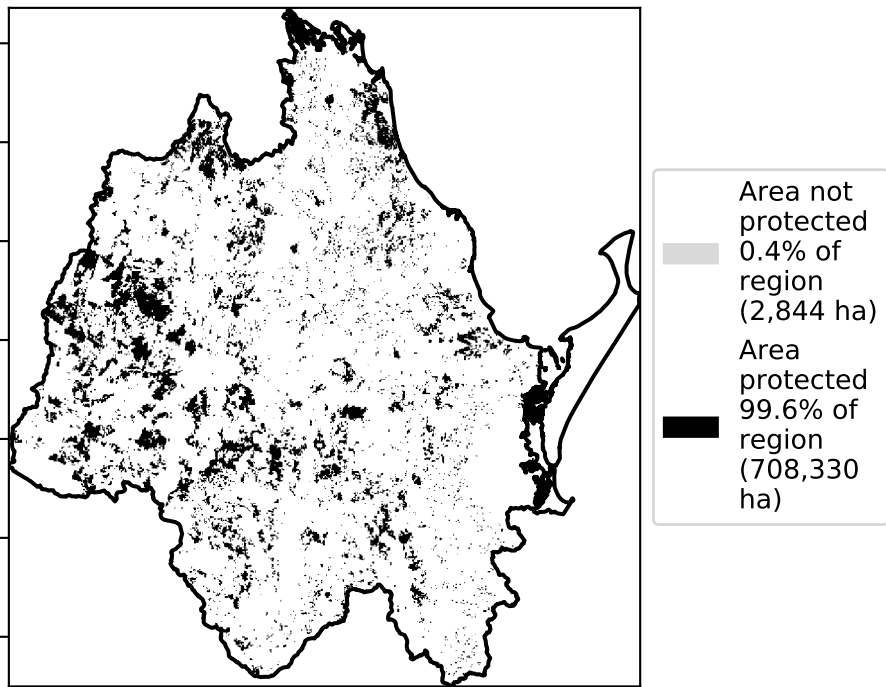 Area not
protected
0.4% of
region
(2,844 ha)
Area
protected
99.6% of
region
(708,330
ha)